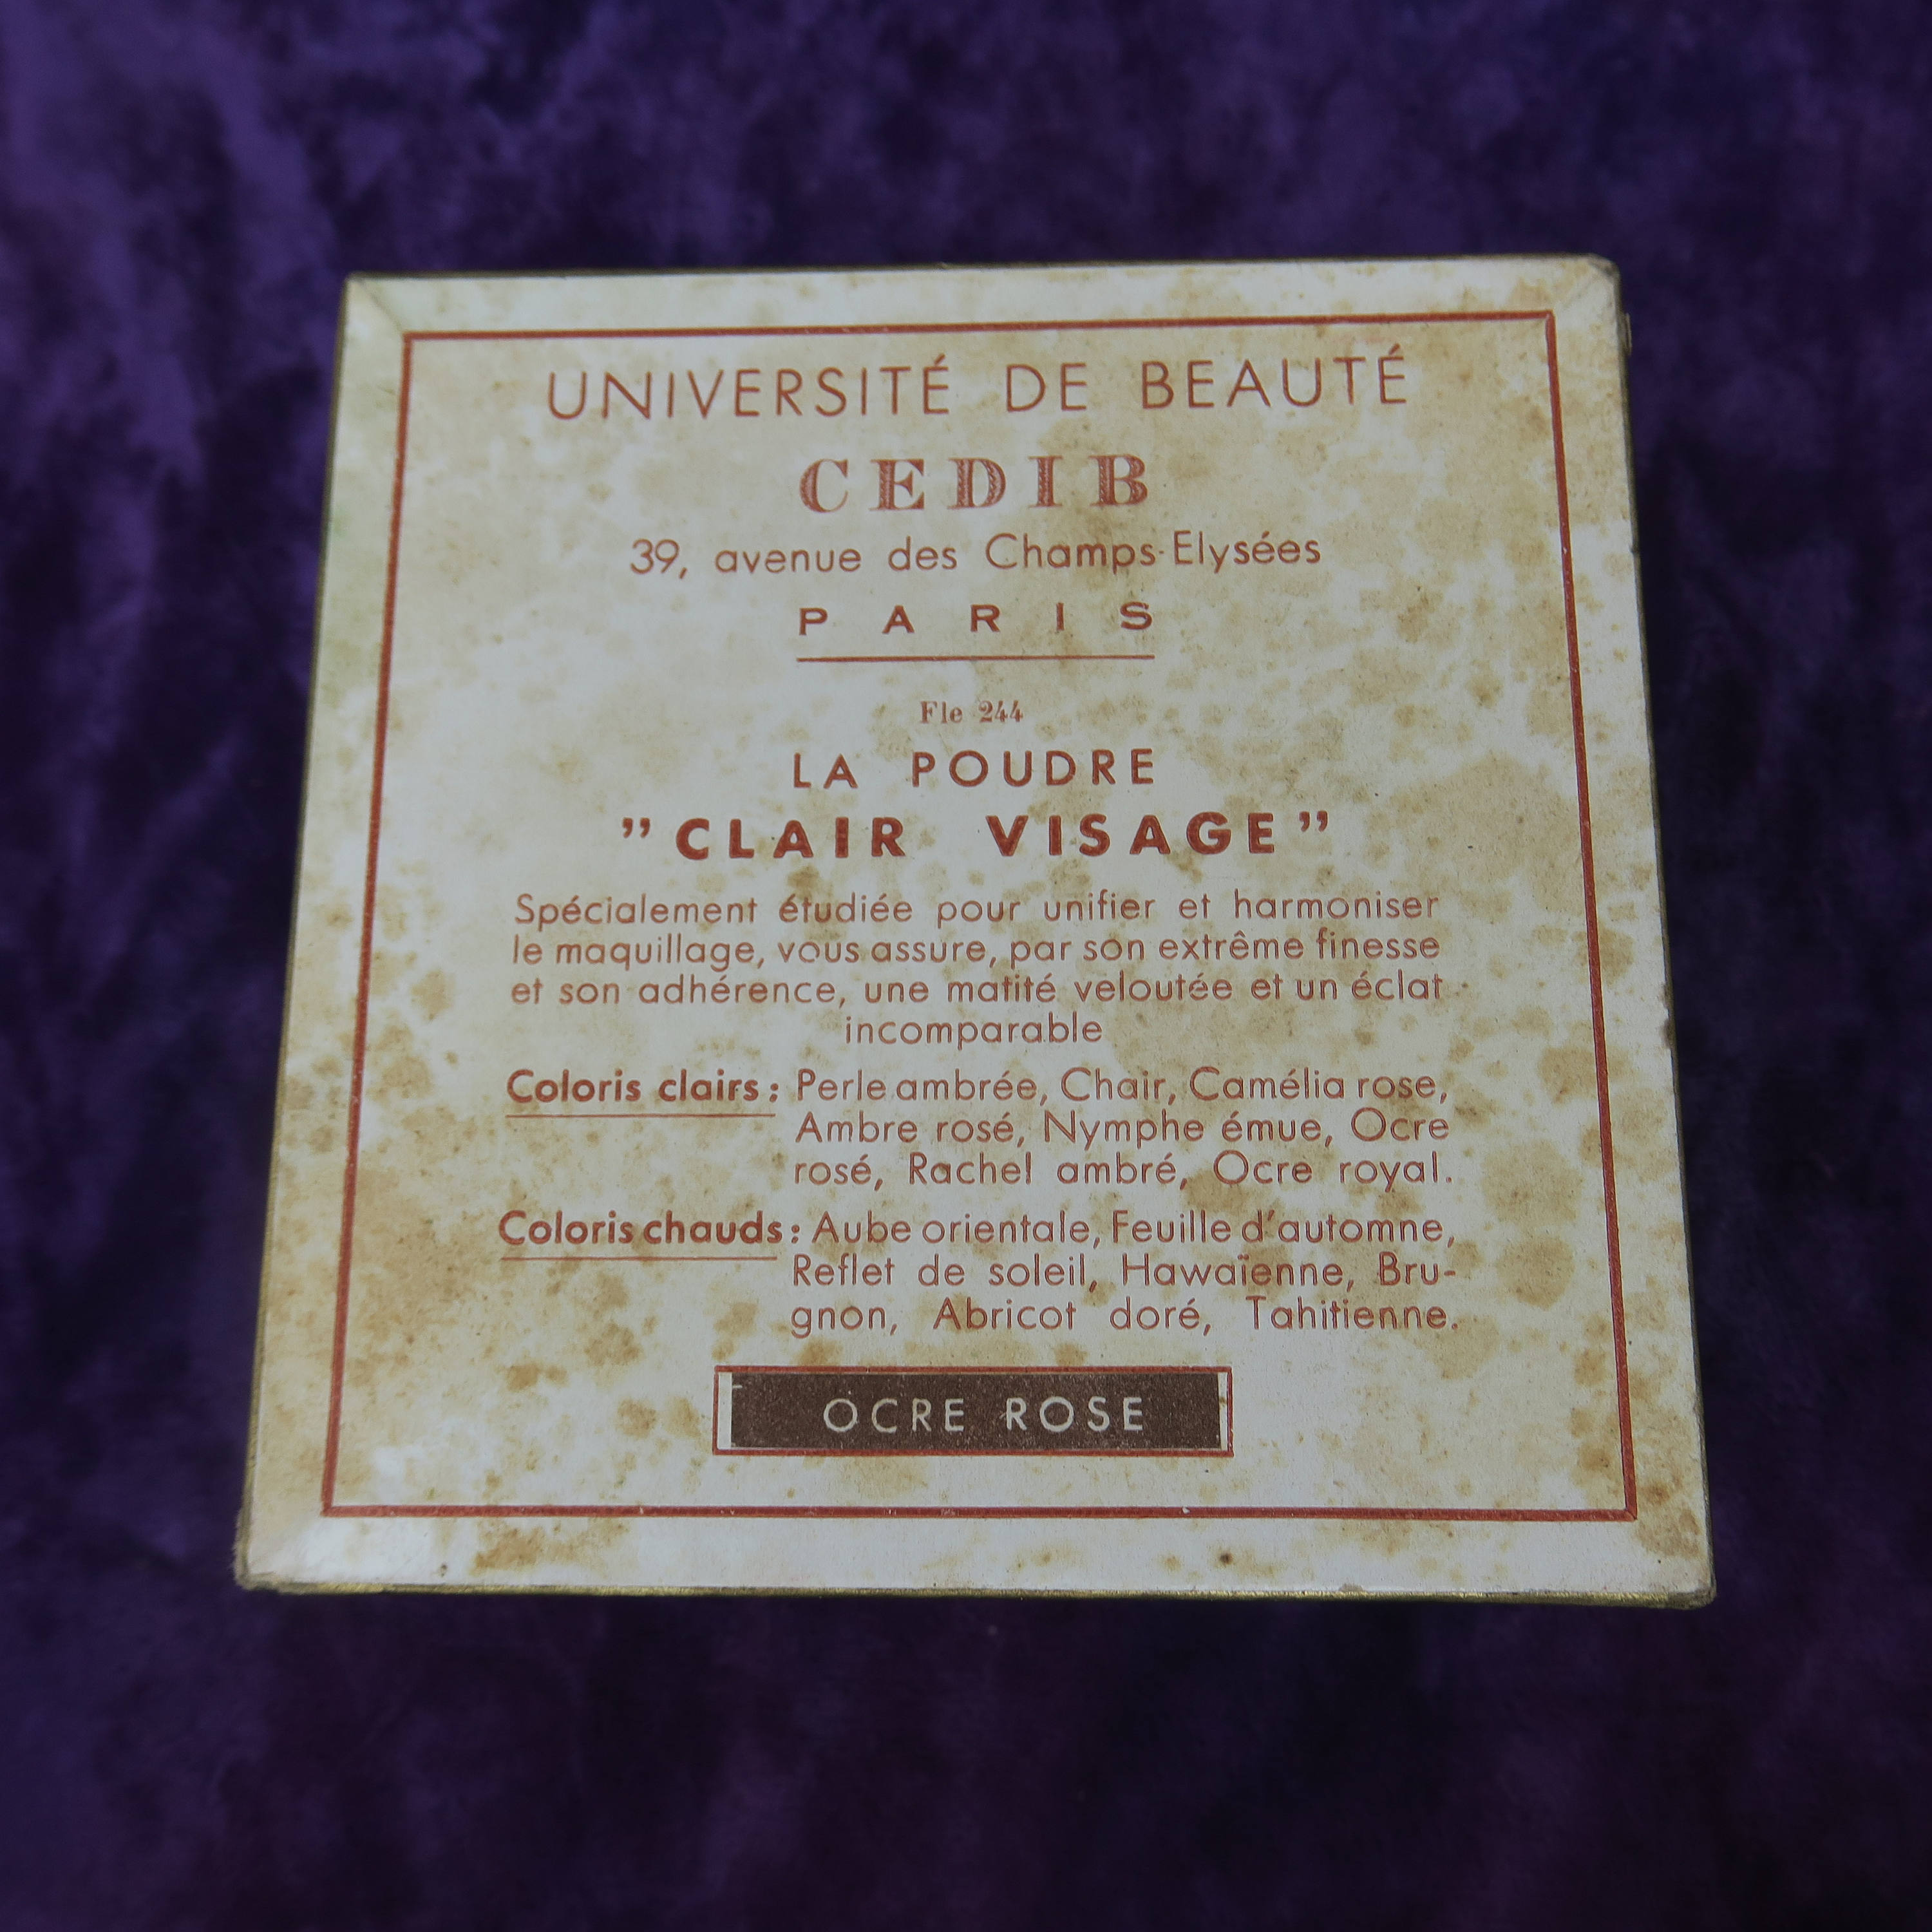 UNIVERSITÉ DE BEAUTÉ
CEDIB
39, avenue des Champs-Elysées
PARIS
Fle 244
LA POUDRE
”CLAIR VISAGE”
Spécialement étudiée pour unifier et harmoniser
le maquillage, vous assure, par son extrême finesse
et son adhérence, une matité veloutée et un éclat
incomparable
Coloris clairs : Perle ambrée, Chair, Camélia rose,
Ambre rosé, Nymphe émue, Ocre
rosé, Rachel ambré, Ocre royal.
Coloris chauds : Aube orientale, Feuille d’automne,
Reflet de soleil, Hawaïenne, Bru-
gnon, Abricot doré, Tahitienne.
OCRE ROSE